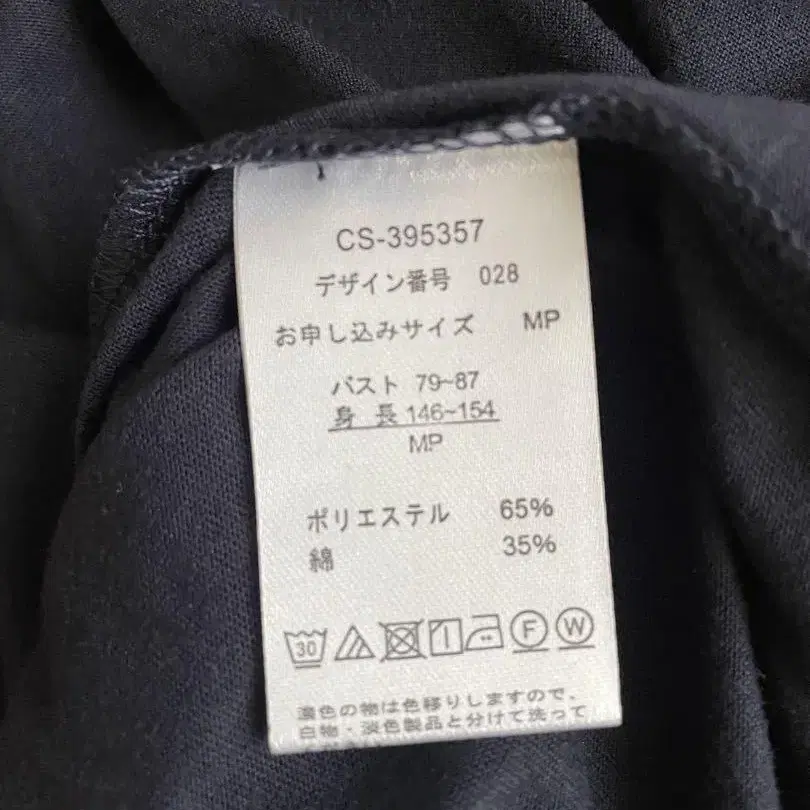 CS-395357
デザイン番号 028
お申し込みサイズ MP
バスト 79~87
身 長 146~154
MP
ポリエステル 65%
綿 35%
30 F W
濃色の物は色移りしますので、
白物・淡色製品と分けて洗って